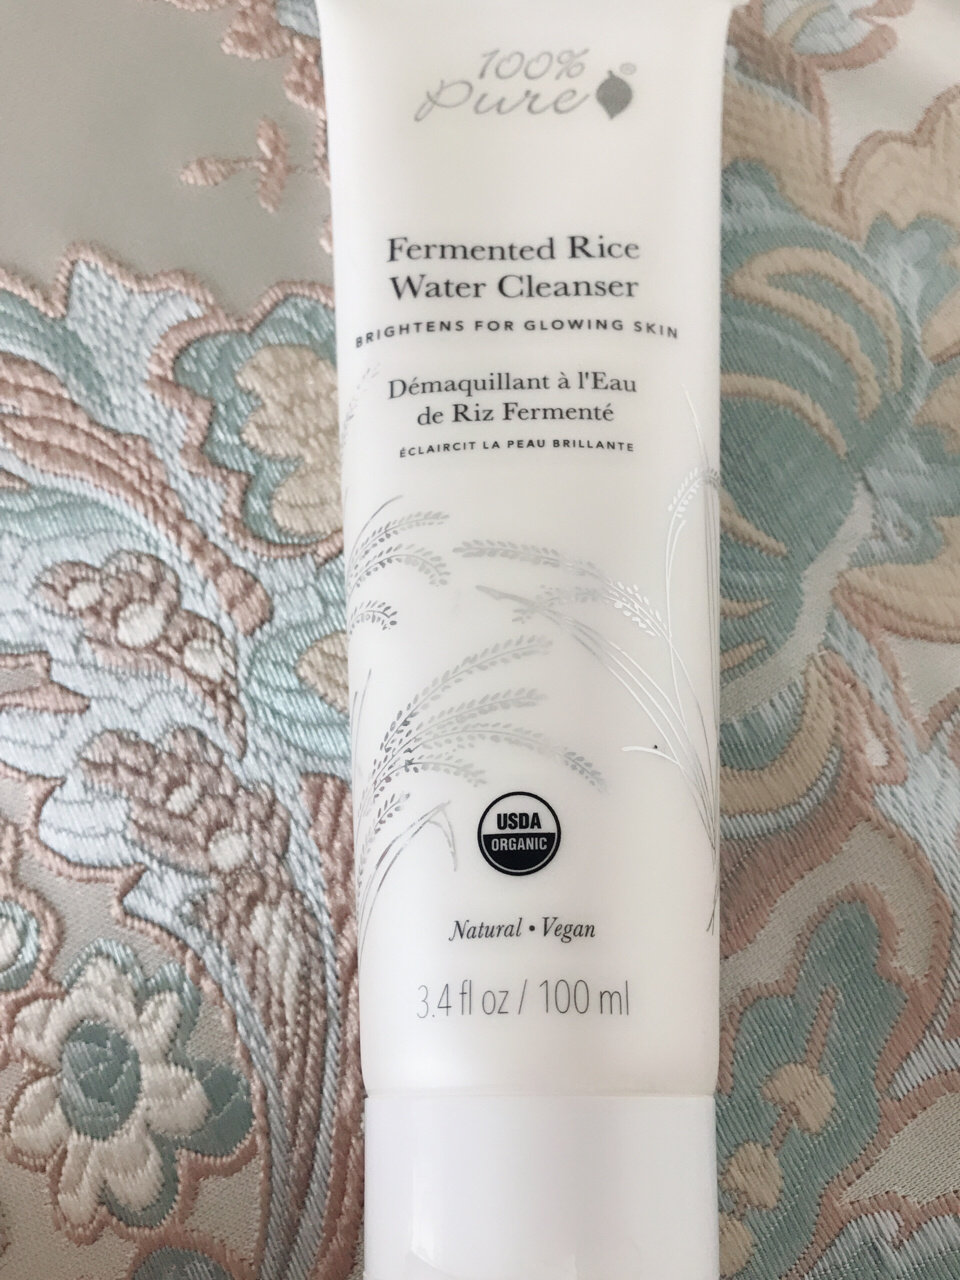 100%
Pure®
Fermented Rice
Water Cleanser
BRIGHTENS FOR GLOWING SKIN
Démaquillant à l'Eau
de Riz Fermenté
ÉCLAIRCIT LA PEAU BRILLANTE
USDA
ORGANIC
Natural • Vegan
3.4 fl oz / 100 ml